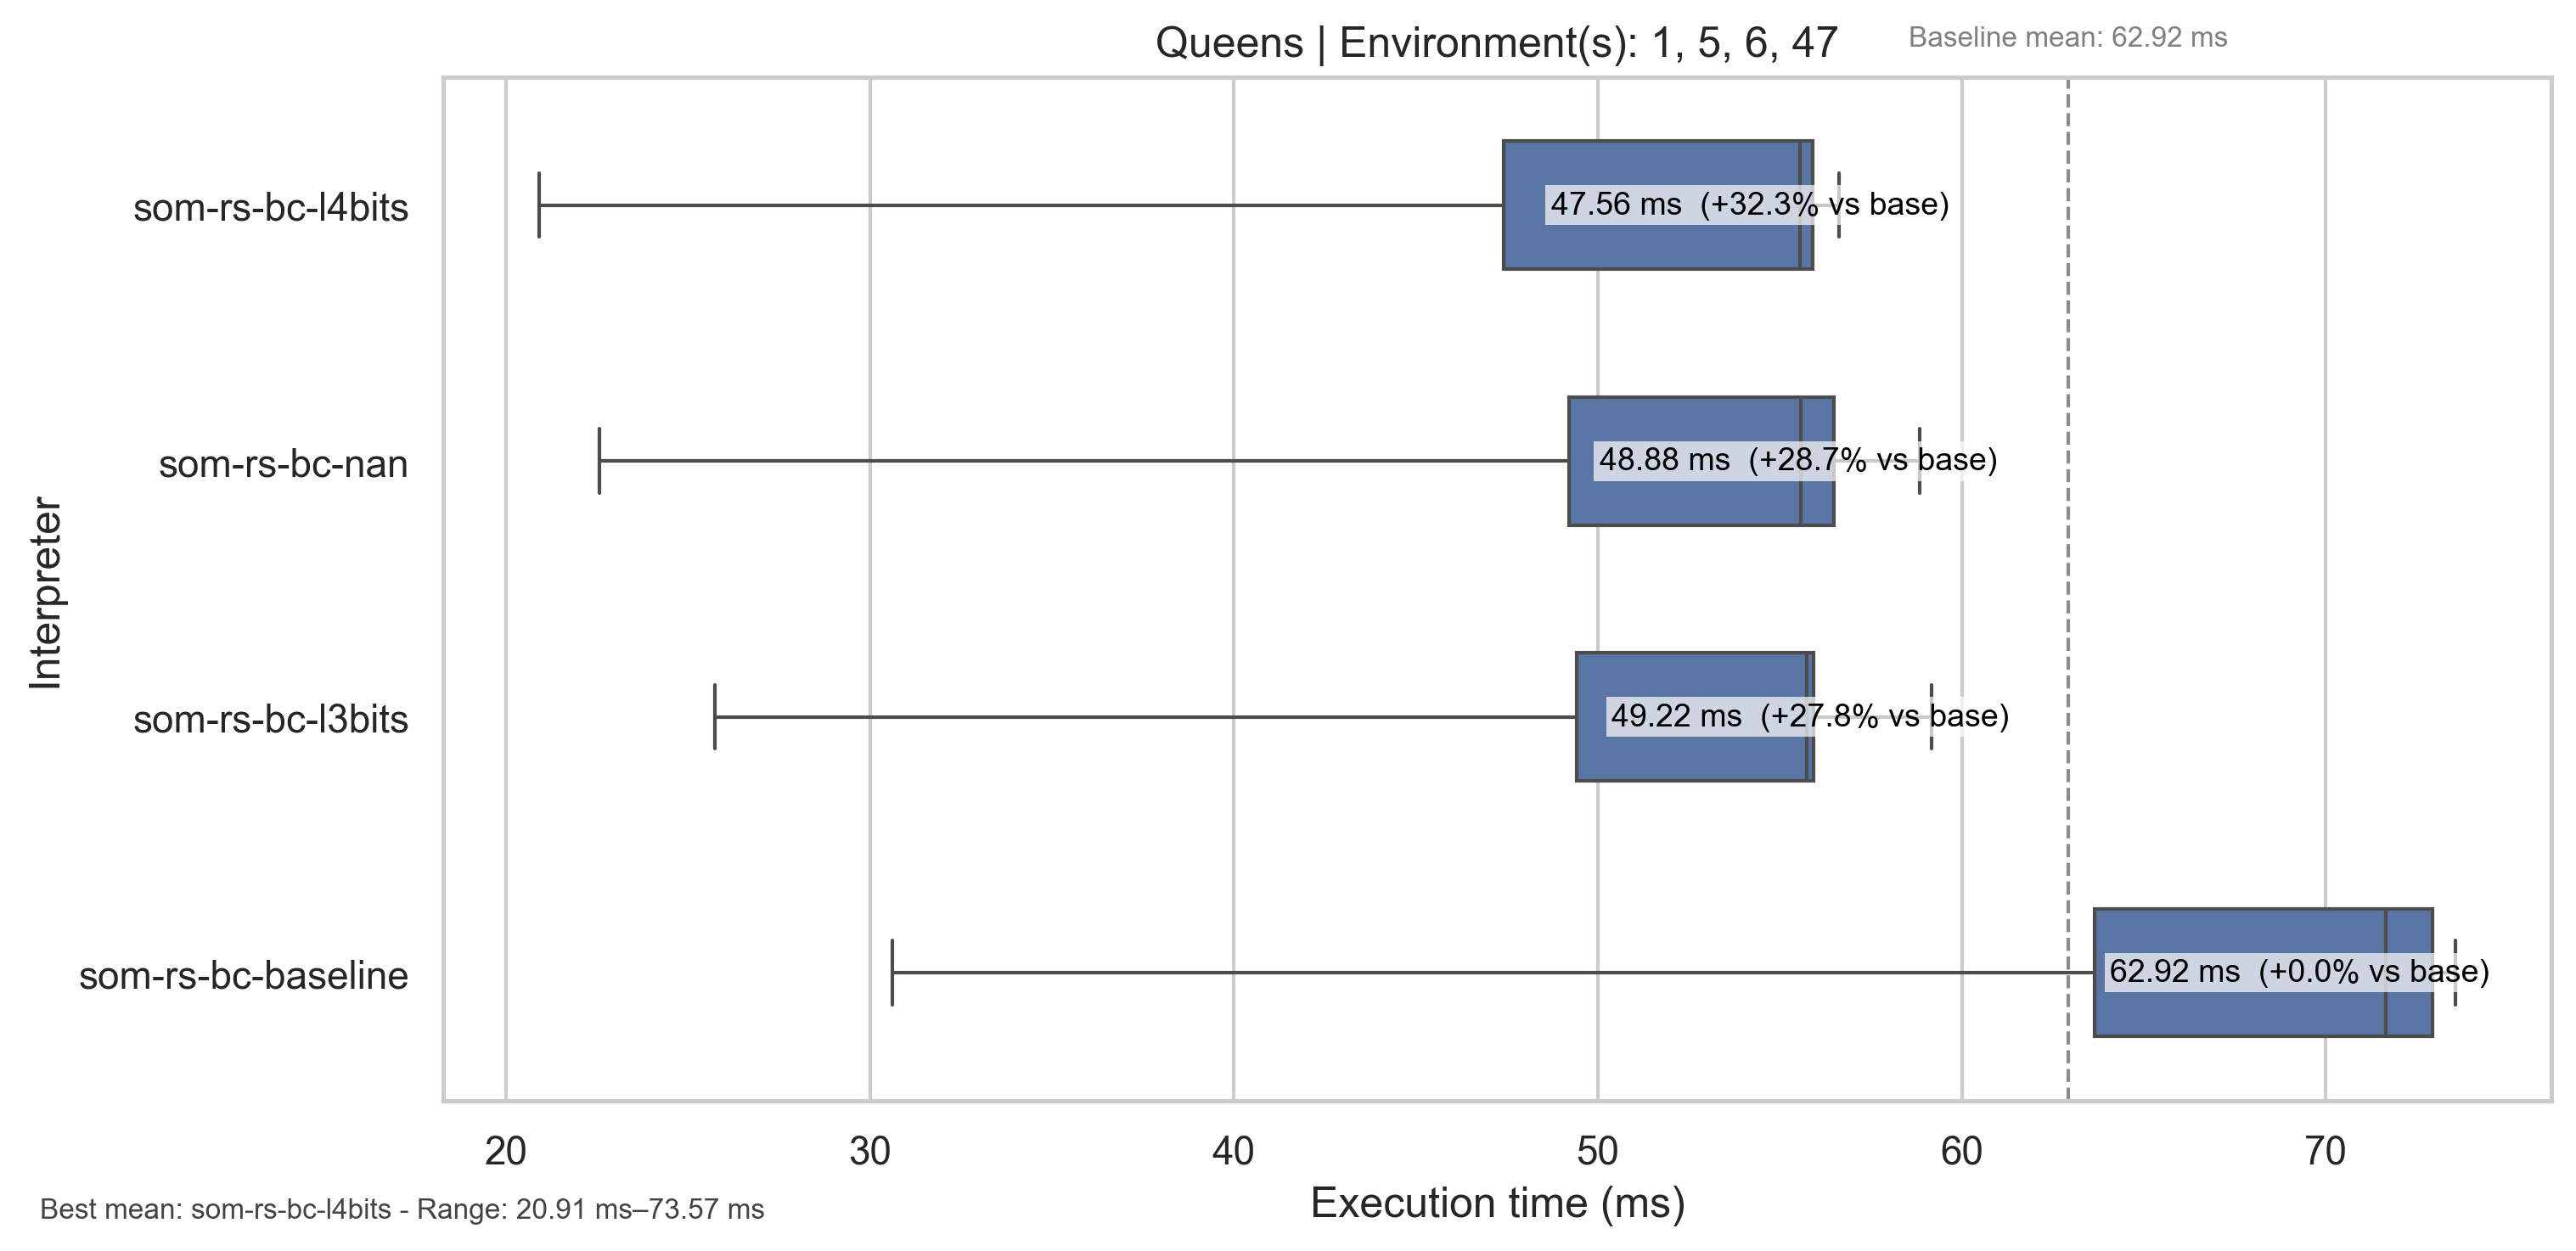 Queens | Environment(s): 1, 5, 6, 47
Baseline mean: 62.92 ms
Interpreter
som-rs-bc-l4bits
47.56 ms (+32.3% vs base)
som-rs-bc-nan
48.88 ms (+28.7% vs base)
som-rs-bc-l3bits
49.22 ms (+27.8% vs base)
som-rs-bc-baseline
62.92 ms (+0.0% vs base)
20 30 40 50 60 70
Execution time (ms)
Best mean: som-rs-bc-l4bits - Range: 20.91 ms–73.57 ms